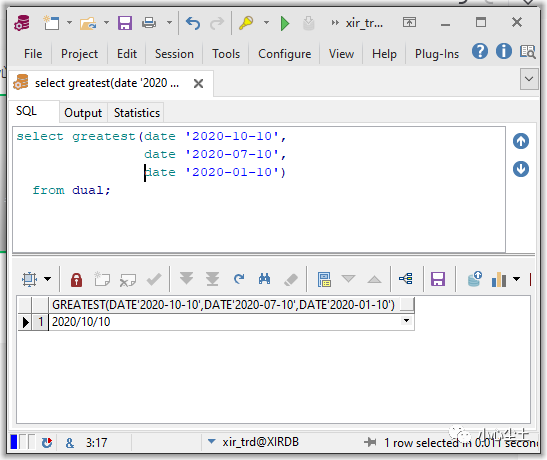 xir_trd...
File Project Edit Session Tools Configure Help Plug-Ins
select greatest(date '2020 ...
SQL Output Statistics
select greatest(date '2020-10-10',
date '2020-07-10',
date '2020-01-10')
from dual;
GREATEST(DATE'2020-10-10',DATE'2020-07-10',DATE'2020-01-10')
1 2020/10/10
& 3:17 xir_trd@XIRDB 1 row selected in 0.011 seconds